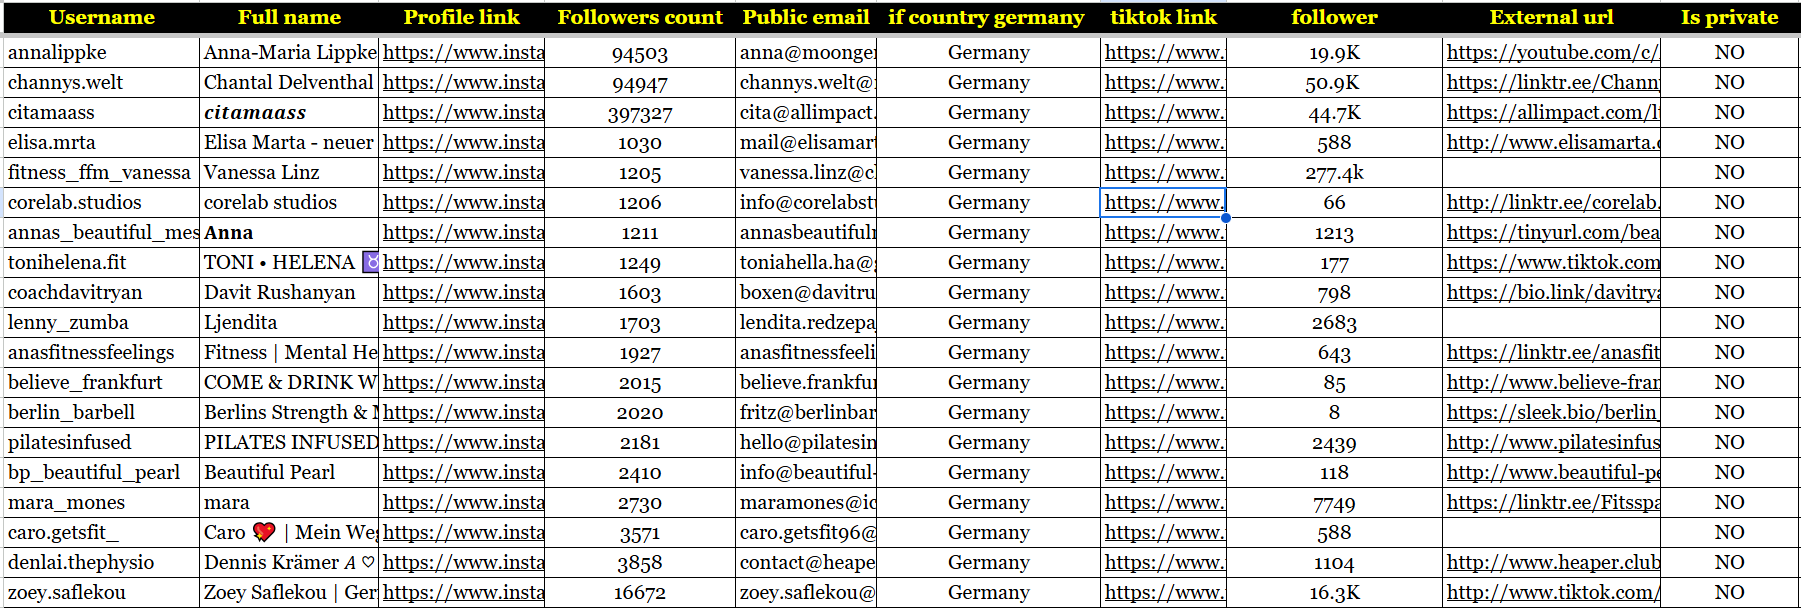 Username Full name Profile link Followers count Public email if country germany tiktok link follower External url Is private
annalippke Anna-Maria Lippke https://www.insta 94503 anna@moonger Germany https://www. 19.9K https://youtube.com/c/ NO
channys.welt Chantal Delventhal https://www.insta 94947 channys.welt@ Germany https://www. 50.9K https://linktr.ee/Chann NO
citamaass citamaass https://www.insta 397327 cita@allimpact. Germany https://www. 44.7K https://allimpact.com/l NO
elisa.mrta Elisa Marta - neuer https://www.insta 1030 mail@elisamart Germany https://www. 588 http://www.elisamarta. NO
fitness_ffm_vanessa Vanessa Linz https://www.insta 1205 vanessa.linz@c Germany https://www. 277.4k NO
corelab.studios corelab studios https://www.insta 1206 info@corelabstu Germany https://www. 66 http://linktr.ee/corelab. NO
annas_beautiful_mes Anna https://www.insta 1211 annasbeautiful Germany https://www. 1213 https://tinyurl.com/bea NO
tonihelena.fit TONI • HELENA ♉ https://www.insta 1249 toniahella.ha@ Germany https://www. 177 https://www.tiktok.com NO
coachdavitryan Davit Rushanyan https://www.insta 1603 boxen@davitru Germany https://www. 798 https://bio.link/davitrya NO
lenny_zumba Ljendita https://www.insta 1703 lendita.redzepa Germany https://www. 2683 NO
anasfitnessfeelings Fitness | Mental He https://www.insta 1927 anasfitnessfeeli Germany https://www. 643 https://linktr.ee/anasfit NO
believe_frankfurt COME & DRINK W https://www.insta 2015 believe.frankfur Germany https://www. 85 http://www.believe-fran NO
berlin_barbell Berlins Strength & M https://www.insta 2020 fritz@berlinbar Germany https://www. 8 https://sleek.bio/berlin_ NO
pilatesinfused PILATES INFUSED https://www.insta 2181 hello@pilatesin Germany https://www. 2439 http://www.pilatesinfus NO
bp_beautiful_pearl Beautiful Pearl https://www.insta 2410 info@beautiful- Germany https://www. 118 http://www.beautiful-pe NO
mara_mones mara https://www.insta 2730 maramones@ic Germany https://www. 7749 https://linktr.ee/Fitsspa NO
caro.getsfit_ Caro 💖 | Mein Weg https://www.insta 3571 caro.getsfit96@ Germany https://www. 588 NO
denlai.thephysio Dennis Krämer A ♡ https://www.insta 3858 contact@heape Germany https://www. 1104 http://www.heaper.club NO
zoey.saflekou Zoey Saflekou | Ger https://www.insta 16672 zoey.saflekou@ Germany https://www. 16.3K http://www.tiktok.com/ NO